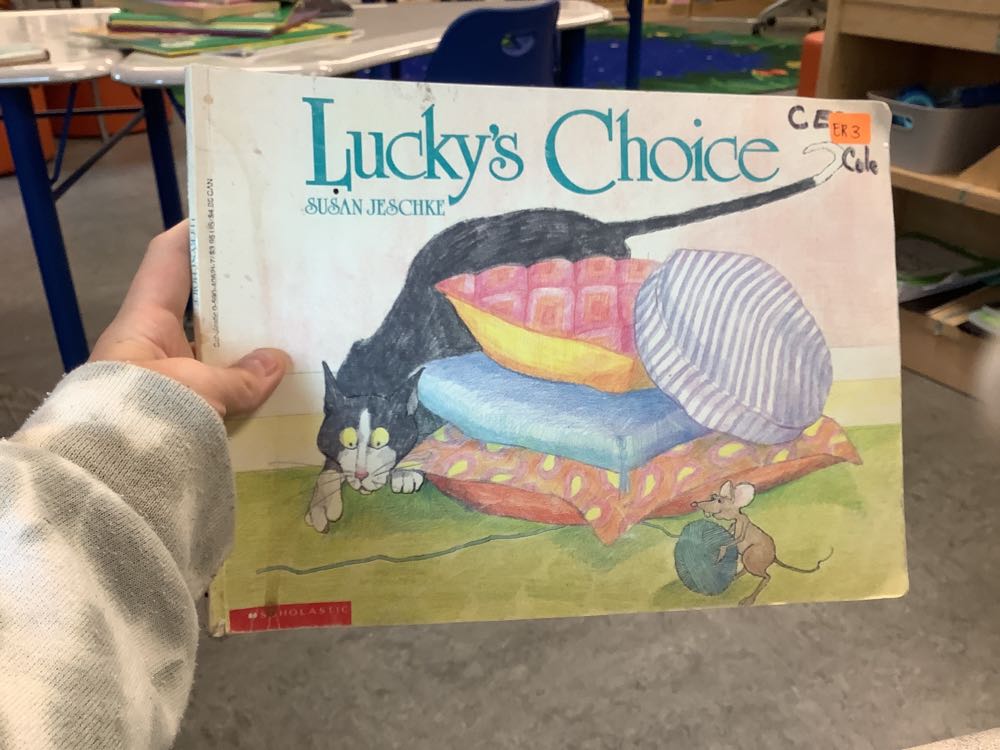 Lucky's Choice
SUSAN JESCHKE
CE
ER 3
Cole
SCHOLASTIC